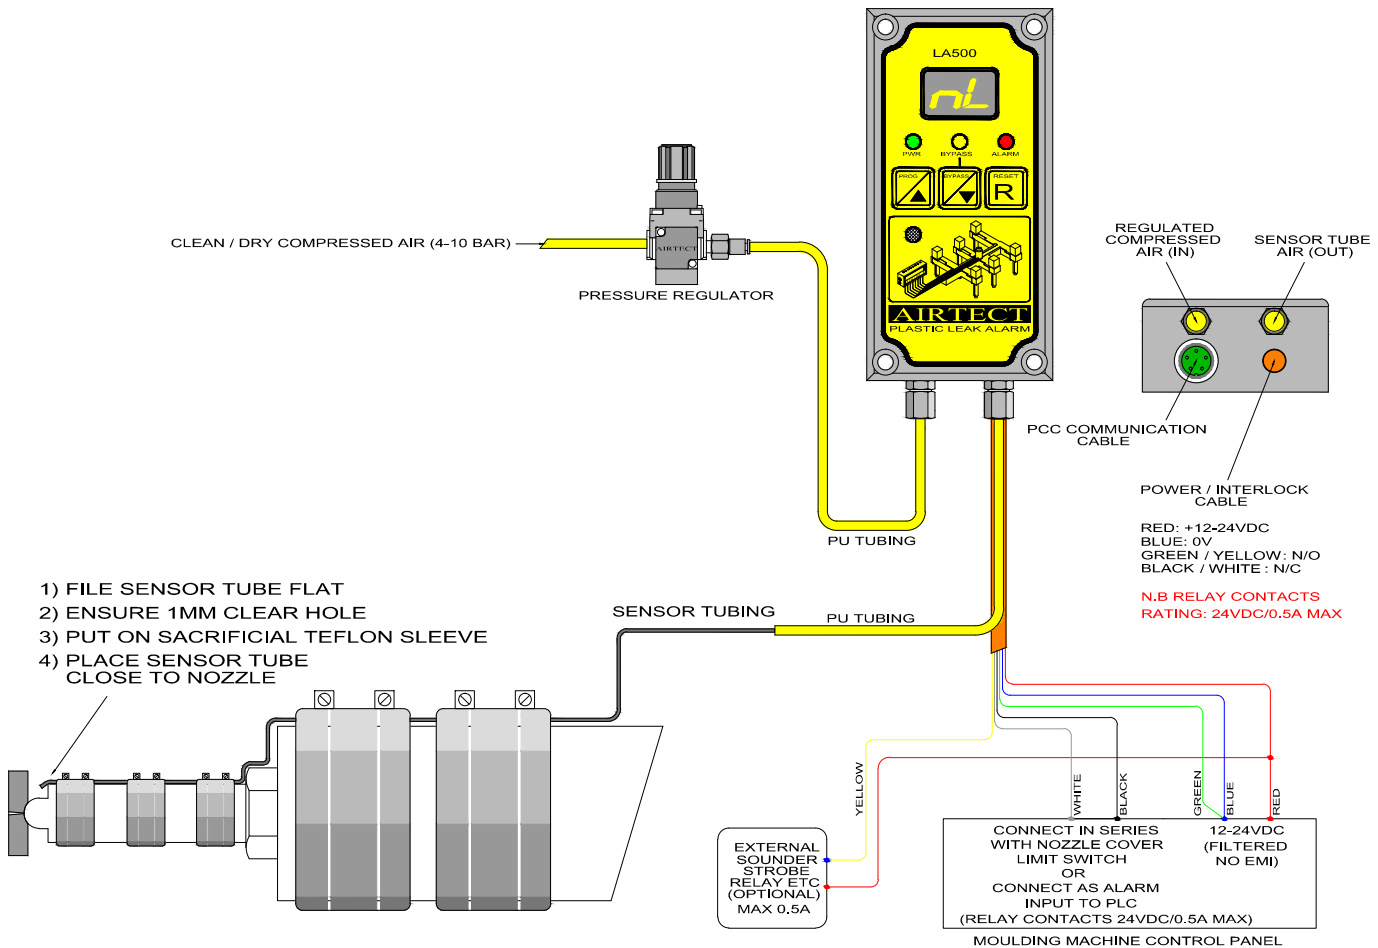 LA500
nL
PWR
BYPASS
ALARM
PROG
BYPASS
RESET
R
AIRTECT
PLASTIC LEAK ALARM
CLEAN / DRY COMPRESSED AIR (4-10 BAR)
AIRTECT
PRESSURE REGULATOR
REGULATED
COMPRESSED
AIR (IN)
SENSOR TUBE
AIR (OUT)
PCC COMMUNICATION
CABLE
POWER / INTERLOCK
CABLE
RED: +12-24VDC
BLUE: 0V
GREEN / YELLOW: N/O
BLACK / WHITE : N/C
N.B RELAY CONTACTS
RATING: 24VDC/0.5A MAX
PU TUBING
1) FILE SENSOR TUBE FLAT
2) ENSURE 1MM CLEAR HOLE
3) PUT ON SACRIFICIAL TEFLON SLEEVE
4) PLACE SENSOR TUBE
CLOSE TO NOZZLE
SENSOR TUBING
PU TUBING
YELLOW
WHITE
BLACK
GREEN
BLUE
RED
EXTERNAL
SOUNDER
STROBE
RELAY ETC
(OPTIONAL)
MAX 0.5A
CONNECT IN SERIES
WITH NOZZLE COVER
LIMIT SWITCH
OR
CONNECT AS ALARM
INPUT TO PLC
(RELAY CONTACTS 24VDC/0.5A MAX)
12-24VDC
(FILTERED
NO EMI)
MOULDING MACHINE CONTROL PANEL